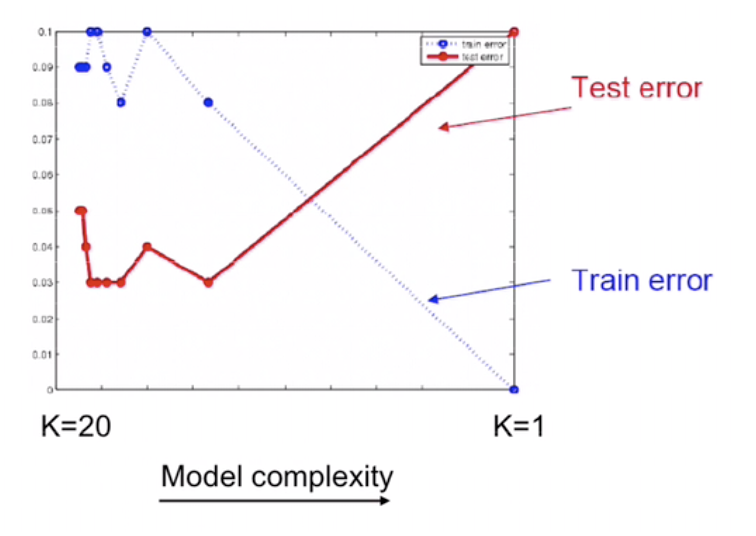 0.1
train error
test error
0.09
0.08
0.07
0.06
0.05
0.04
0.03
0.02
0.01
0
Test error
Train error
K=20
K=1
Model complexity